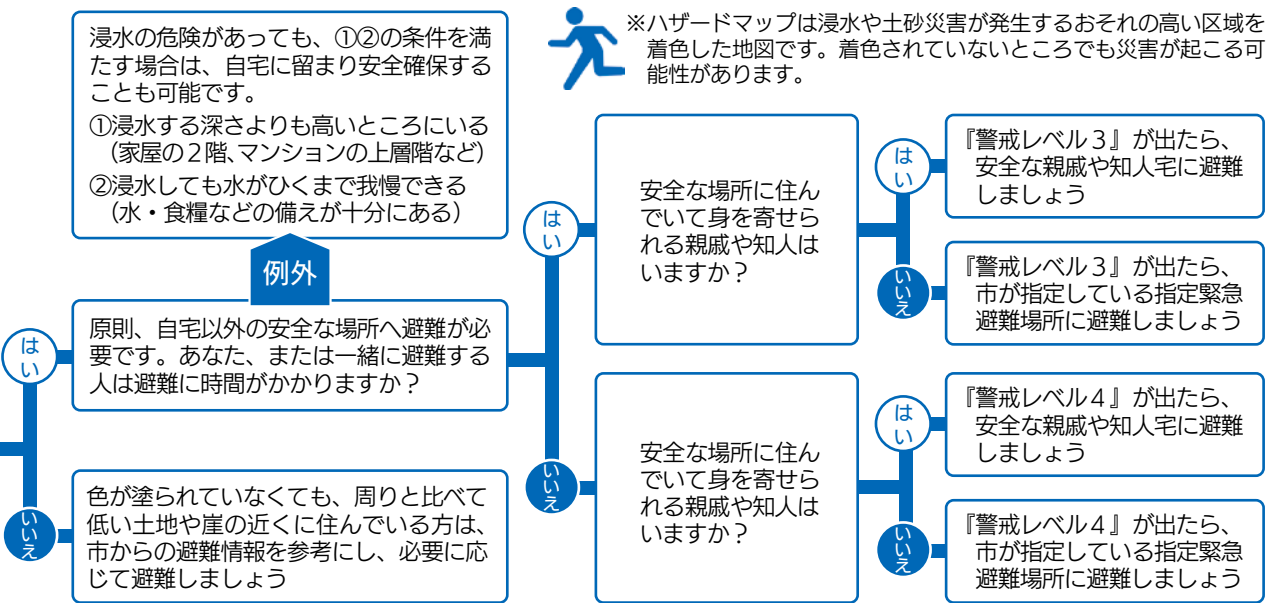 浸水の危険があっても、①②の条件を満
たす場合は、自宅に留まり安全確保する
ことも可能です。
①浸水する深さよりも高いところにいる
（家屋の２階、マンションの上層階など）
②浸水しても水がひくまで我慢できる
（水・食糧などの備えが十分にある）
例外
※ハザードマップは浸水や土砂災害が発生するおそれの高い区域を
着色した地図です。着色されていないところでも災害が起こる可
能性があります。
はい
原則、自宅以外の安全な場所へ避難が必
要です。あなた、または一緒に避難する
人は避難に時間がかかりますか？
いいえ
色が塗られていなくても、周りと比べて
低い土地や崖の近くに住んでいる方は、
市からの避難情報を参考にし、必要に応
じて避難しましょう
はい
安全な場所に住ん
でいて身を寄せら
れる親戚や知人は
いますか？
はい
『警戒レベル３』が出たら、
安全な親戚や知人宅に避難
しましょう
いいえ
『警戒レベル３』が出たら、
市が指定している指定緊急
避難場所に避難しましょう
いいえ
安全な場所に住ん
でいて身を寄せら
れる親戚や知人は
いますか？
はい
『警戒レベル４』が出たら、
安全な親戚や知人宅に避難
しましょう
いいえ
『警戒レベル４』が出たら、
市が指定している指定緊急
避難場所に避難しましょう